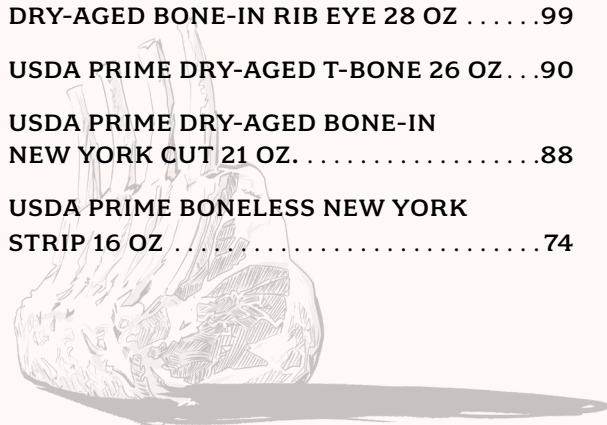 DRY-AGED BONE-IN RIB EYE 28 OZ ......99
USDA PRIME DRY-AGED T-BONE 26 OZ...90
USDA PRIME DRY-AGED BONE-IN
NEW YORK CUT 21 OZ. . . . . . . . . . . . . . . . . . .88
USDA PRIME BONELESS NEW YORK
STRIP 16 OZ . . . . . . . . . . . . . . . . . . . . . . . . . . . .74